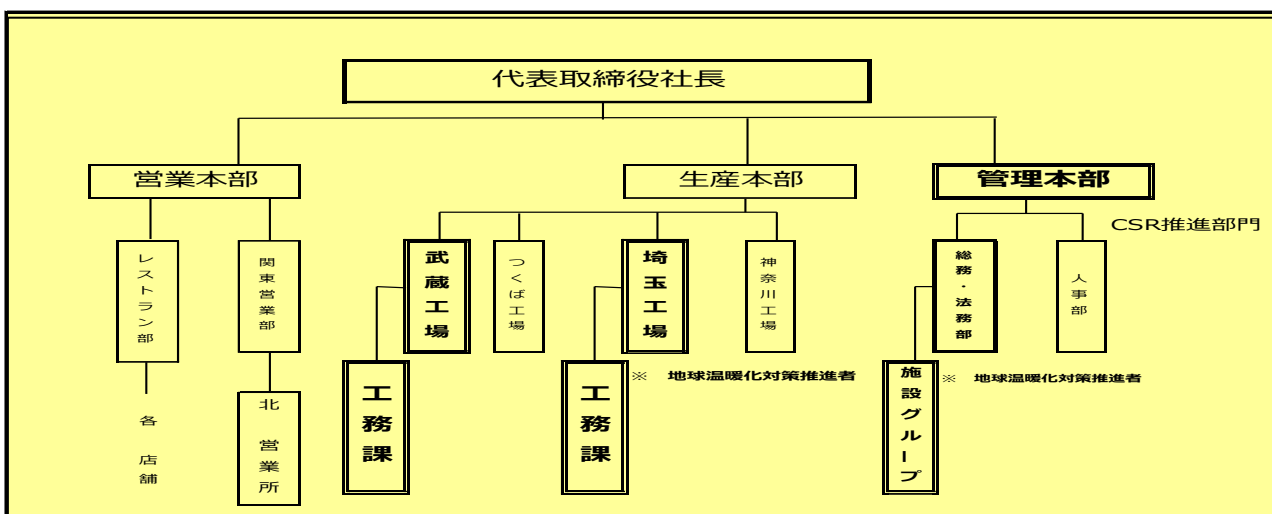 代表取締役社長
営業本部
生産本部
管理本部
CSR推進部門
レストラン部
関東営業部
武蔵工場
つくば工場
埼玉工場
神奈川工場
総務・法務部
人事部
各 店舗
北 営業所
工務課
工務課
※ 地球温暖化対策推進者
施設グループ
※ 地球温暖化対策推進者